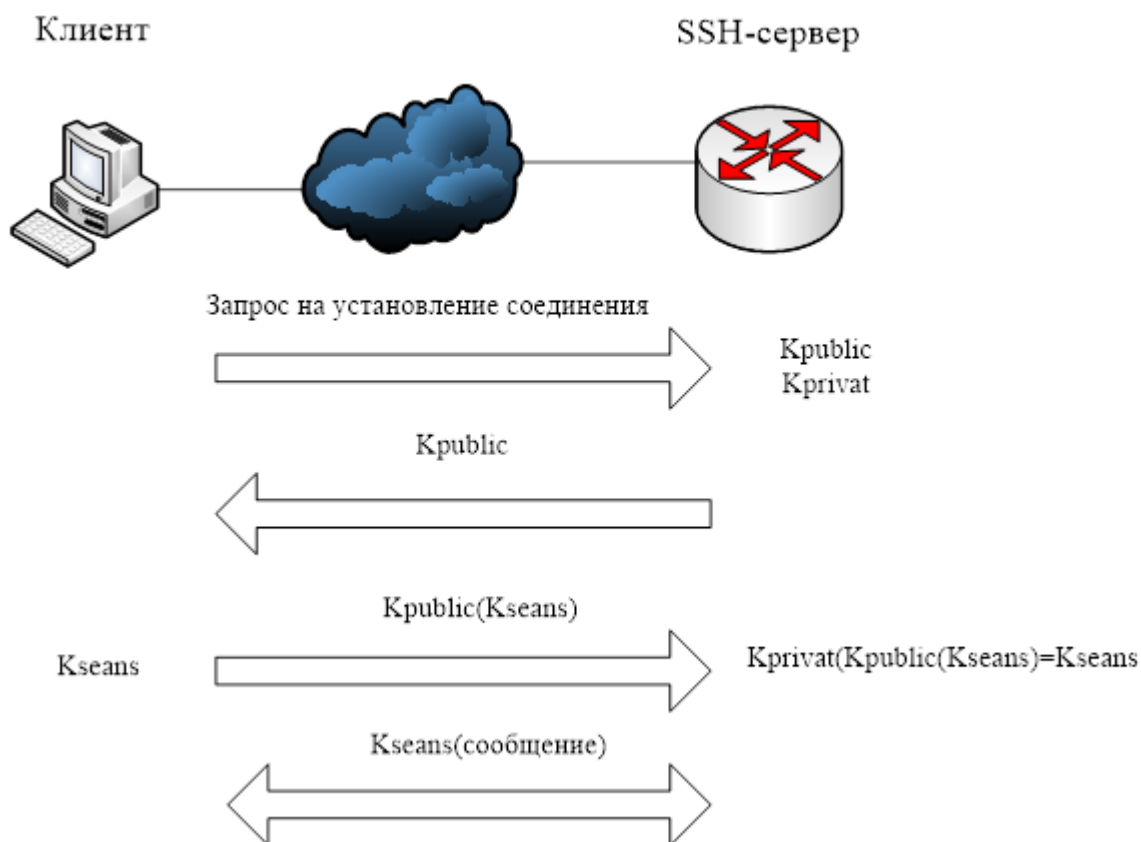 Клиент
SSH-сервер
Запрос на установление соединения
Kpublic
Kprivat
Kpublic
Kpublic(Kseans)
Kseans
Kprivat(Kpublic(Kseans)=Kseans
Kseans(сообщение)